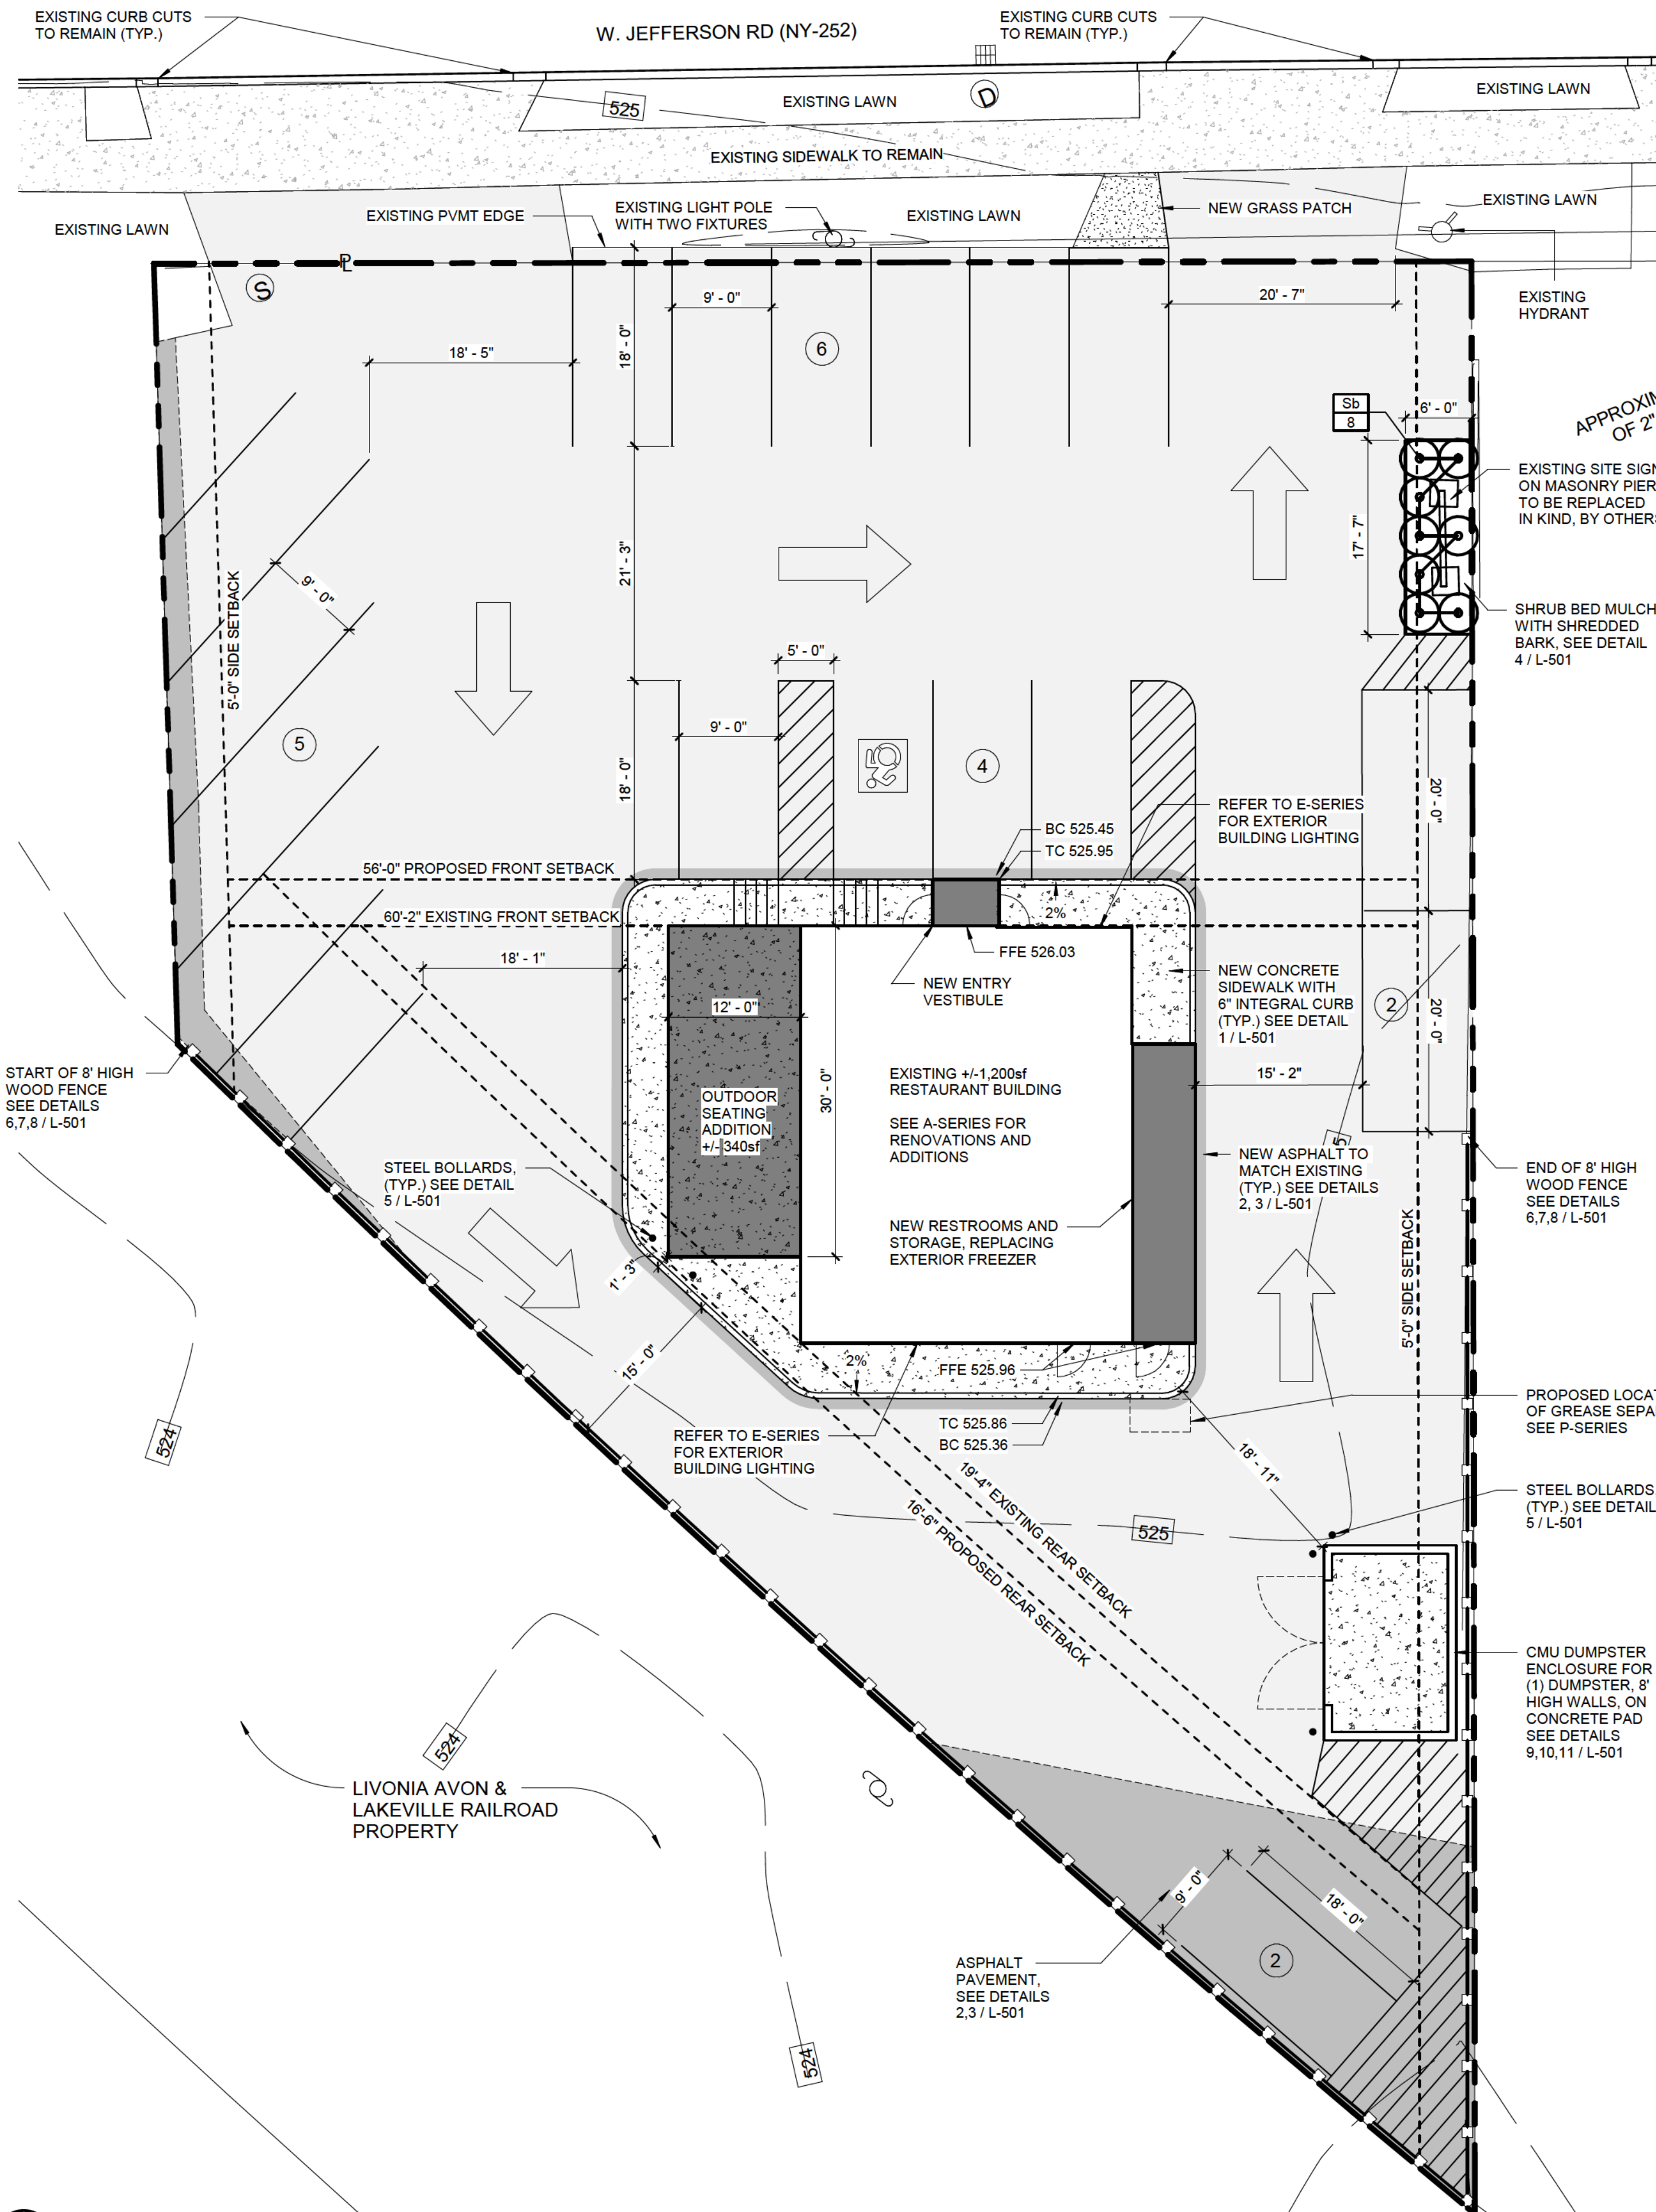 EXISTING CURB CUTS
TO REMAIN (TYP.)
W. JEFFERSON RD (NY-252)
EXISTING CURB CUTS
TO REMAIN (TYP.)
525
EXISTING LAWN
D
EXISTING LAWN
EXISTING SIDEWALK TO REMAIN
EXISTING LAWN
EXISTING PVMT EDGE
EXISTING LIGHT POLE
WITH TWO FIXTURES
EXISTING LAWN
NEW GRASS PATCH
EXISTING LAWN
PL
S
9' - 0"
20' - 7"
EXISTING
HYDRANT
18' - 5"
18' - 0"
6
Sb
8
6' - 0"
APPROXIM
OF 2"
EXISTING SITE SIGN
ON MASONRY PIER
TO BE REPLACED
IN KIND, BY OTHERS
17' - 7"
21' - 3"
9' - 0"
5'-0" SIDE SETBACK
SHRUB BED MULCH
WITH SHREDDED
BARK, SEE DETAIL
4 / L-501
5' - 0"
9' - 0"
5
4
18' - 0"
20' - 0"
REFER TO E-SERIES
FOR EXTERIOR
BUILDING LIGHTING
BC 525.45
TC 525.95
56'-0" PROPOSED FRONT SETBACK
60'-2" EXISTING FRONT SETBACK
2%
FFE 526.03
18' - 1"
NEW ENTRY
VESTIBULE
NEW CONCRETE
SIDEWALK WITH
6" INTEGRAL CURB
(TYP.) SEE DETAIL
1 / L-501
2
20' - 0"
12' - 0"
START OF 8' HIGH
WOOD FENCE
SEE DETAILS
6,7,8 / L-501
EXISTING +/-1,200sf
RESTAURANT BUILDING
SEE A-SERIES FOR
RENOVATIONS AND
ADDITIONS
15' - 2"
30' - 0"
OUTDOOR
SEATING
ADDITION
+/- 340sf
STEEL BOLLARDS,
(TYP.) SEE DETAIL
5 / L-501
5
NEW ASPHALT TO
MATCH EXISTING
(TYP.) SEE DETAILS
2, 3 / L-501
END OF 8' HIGH
WOOD FENCE
SEE DETAILS
6,7,8 / L-501
NEW RESTROOMS AND
STORAGE, REPLACING
EXTERIOR FREEZER
5'-0" SIDE SETBACK
1' - 3"
15' - 0"
2%
FFE 525.96
TC 525.86
BC 525.36
PROPOSED LOCAT
OF GREASE SEPA
SEE P-SERIES
REFER TO E-SERIES
FOR EXTERIOR
BUILDING LIGHTING
524
18' - 11"
19'-4" EXISTING REAR SETBACK
16'-6" PROPOSED REAR SETBACK
525
STEEL BOLLARDS
(TYP.) SEE DETAIL
5 / L-501
CMU DUMPSTER
ENCLOSURE FOR
(1) DUMPSTER, 8'
HIGH WALLS, ON
CONCRETE PAD
SEE DETAILS
9,10,11 / L-501
524
LIVONIA AVON &
LAKEVILLE RAILROAD
PROPERTY
9' - 0"
18' - 0"
2
ASPHALT
PAVEMENT,
SEE DETAILS
2,3 / L-501
524